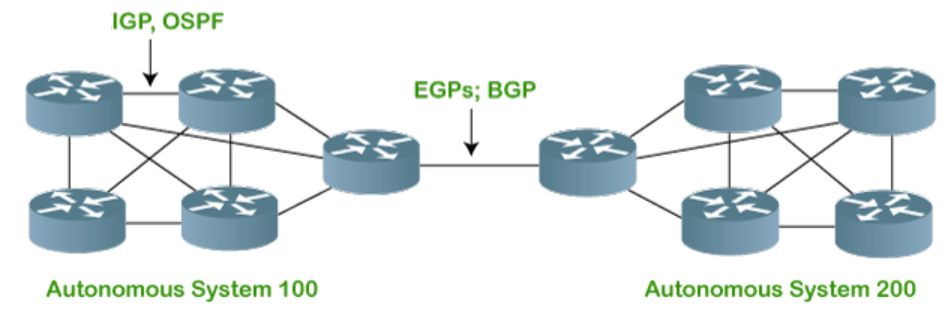 IGP, OSPF
EGPs; BGP
Autonomous System 100
Autonomous System 200